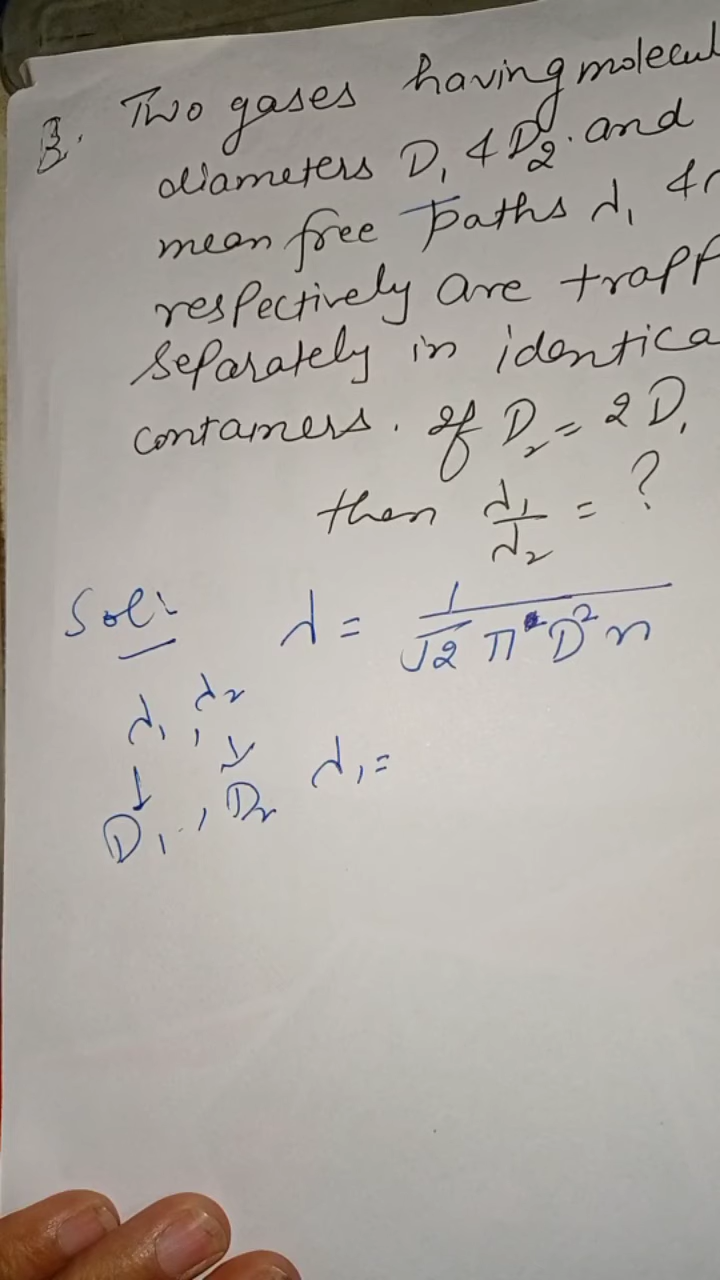 B. Two gases having molecul
diameters D₁ & D₂. and
mean free paths λ₁ &
respectively are trapp
separately in identica
containers. If D₂ = 2D₁
then λ₁/λ₂ = ?
Sol: λ = 1/√2 π D² n
λ₁, λ₂
↓ ↓ λ₁ =
D₁, D₂